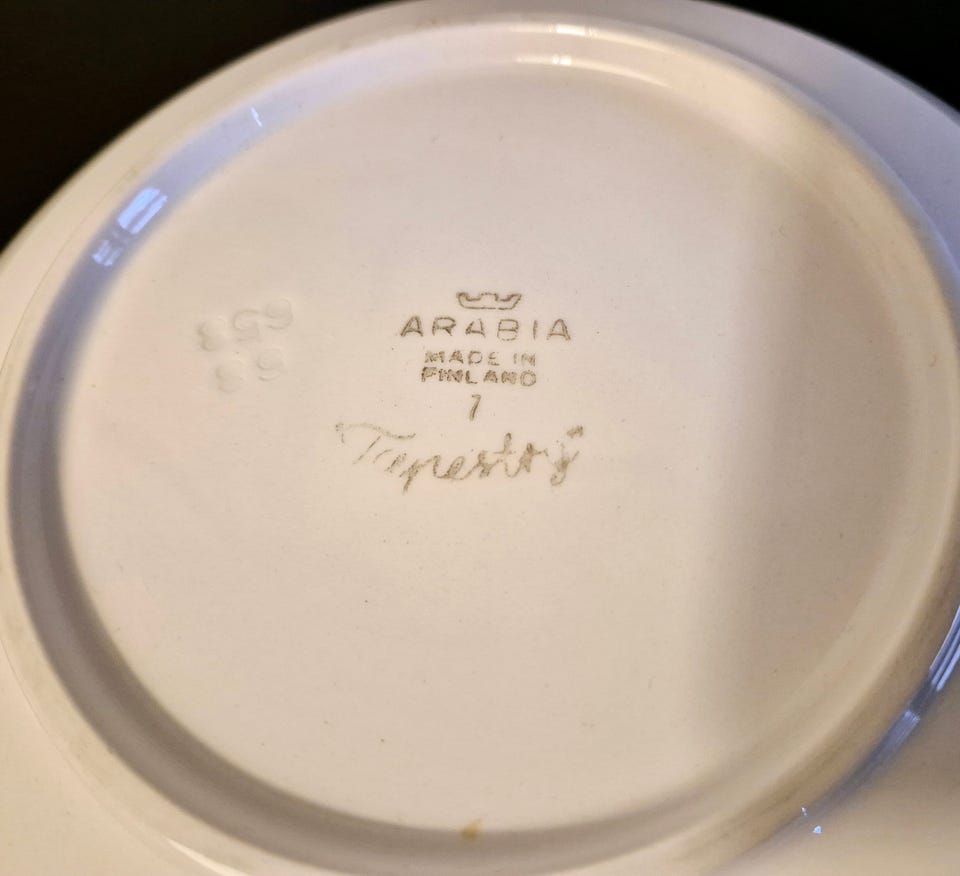 ARABIA
MADE IN
FINLAND
7
Tapestry